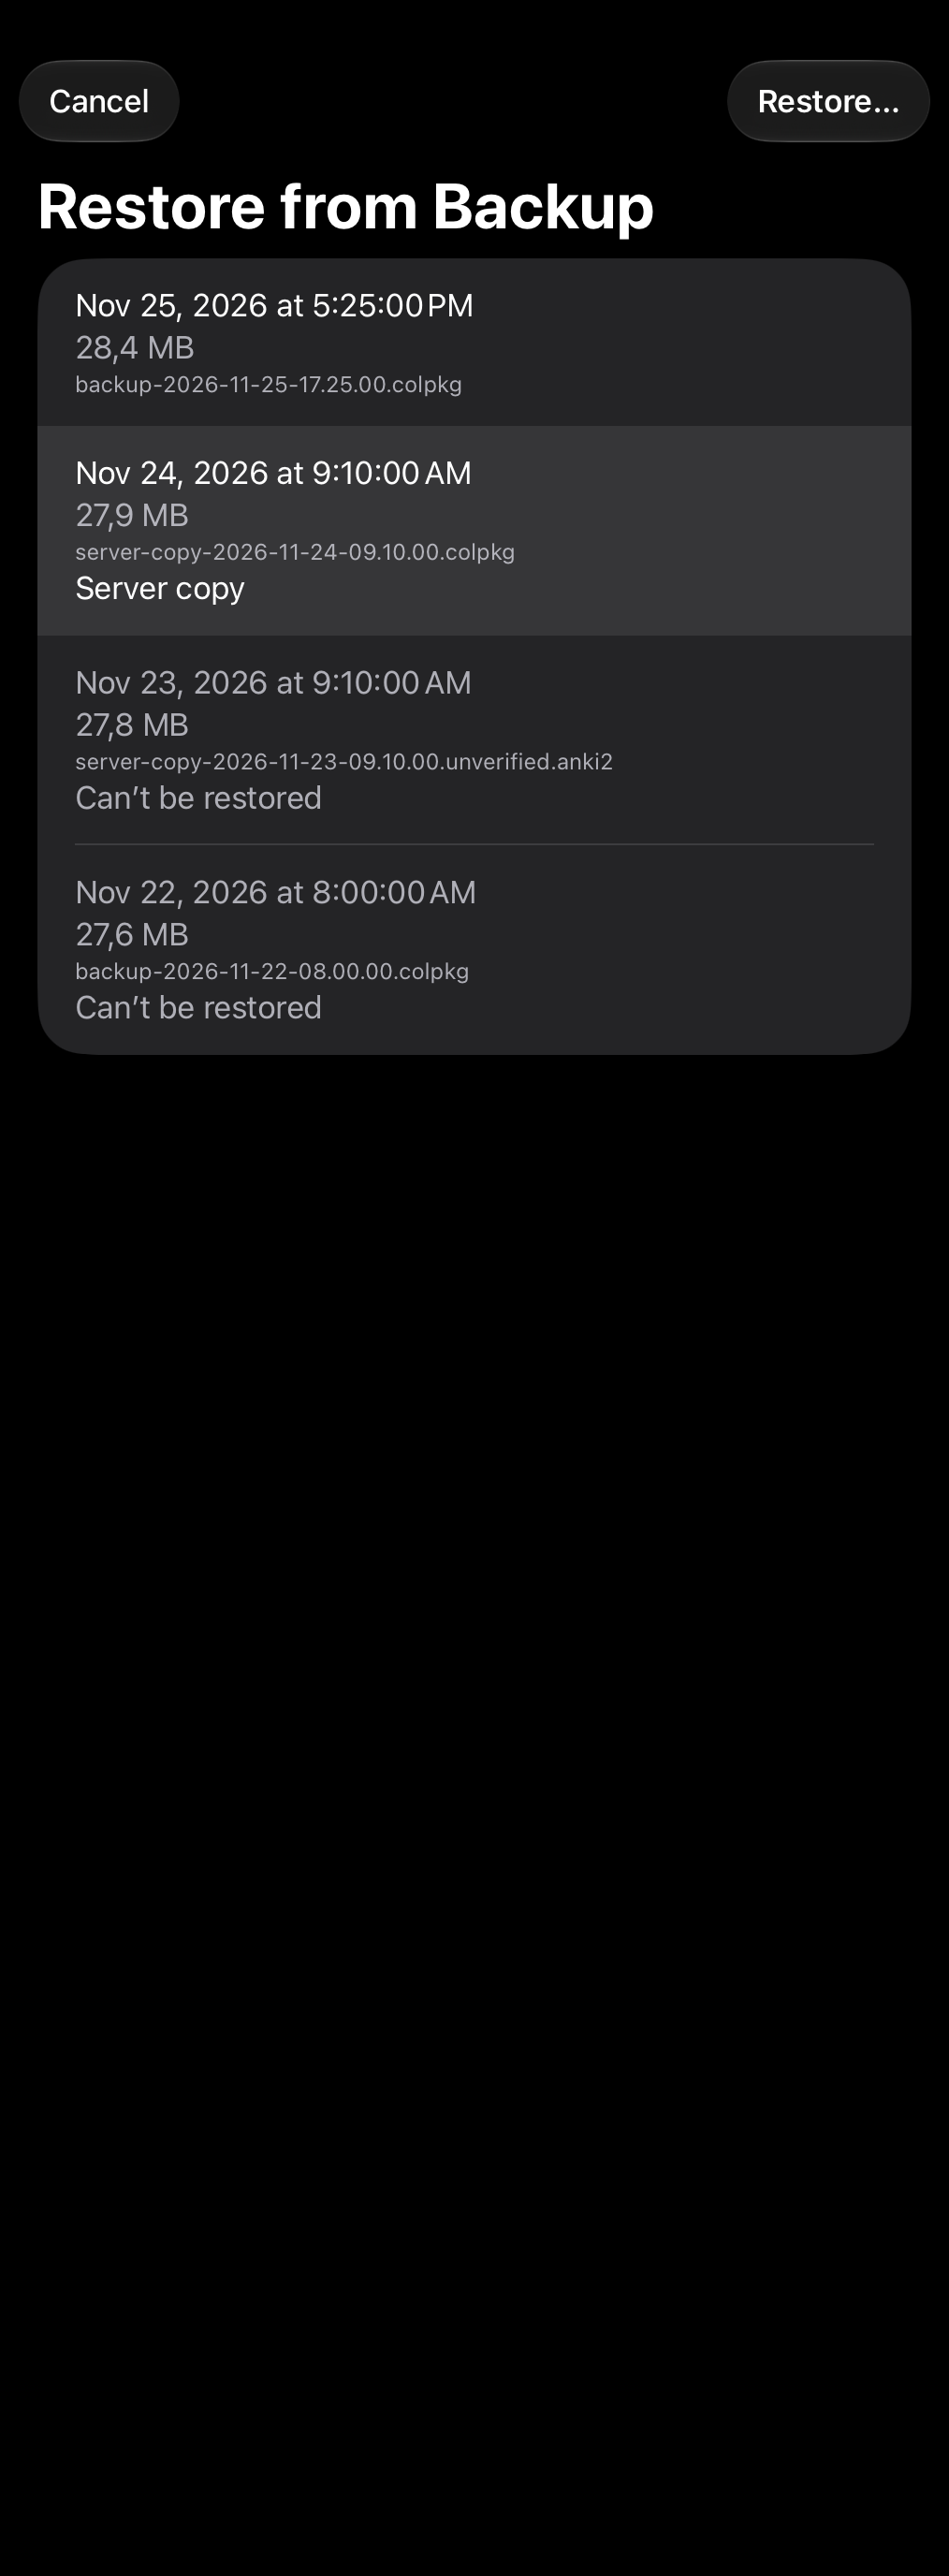 Cancel
Restore...
Restore from Backup
Nov 25, 2026 at 5:25:00 PM
28,4 MB
backup-2026-11-25-17.25.00.colpkg
Nov 24, 2026 at 9:10:00 AM
27,9 MB
server-copy-2026-11-24-09.10.00.colpkg
Server copy
Nov 23, 2026 at 9:10:00 AM
27,8 MB
server-copy-2026-11-23-09.10.00.unverified.anki2
Can’t be restored
Nov 22, 2026 at 8:00:00 AM
27,6 MB
backup-2026-11-22-08.00.00.colpkg
Can’t be restored